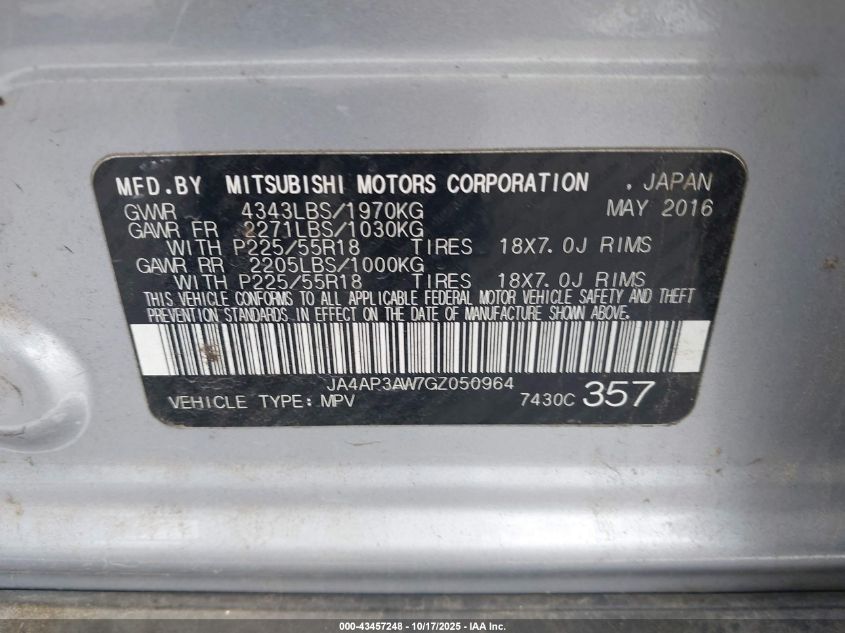 MFD.BY MITSUBISHI MOTORS CORPORATION . JAPAN
GVWR 4343LBS/1970KG MAY 2016
GAWR FR 2271LBS/1030KG
WITH P225/55R18 TIRES 18X7.0J RIMS
GAWR RR 2205LBS/1000KG
WITH P225/55R18 TIRES 18X7.0J RIMS
THIS VEHICLE CONFORMS TO ALL APPLICABLE FEDERAL MOTOR VEHICLE SAFETY AND THEFT
PREVENTION STANDARDS IN EFFECT ON THE DATE OF MANUFACTURE SHOWN ABOVE.
JA4AP3AW7GZ050964
VEHICLE TYPE: MPV 7430C 357
000-43457248 - 10/17/2025 - IAA Inc.